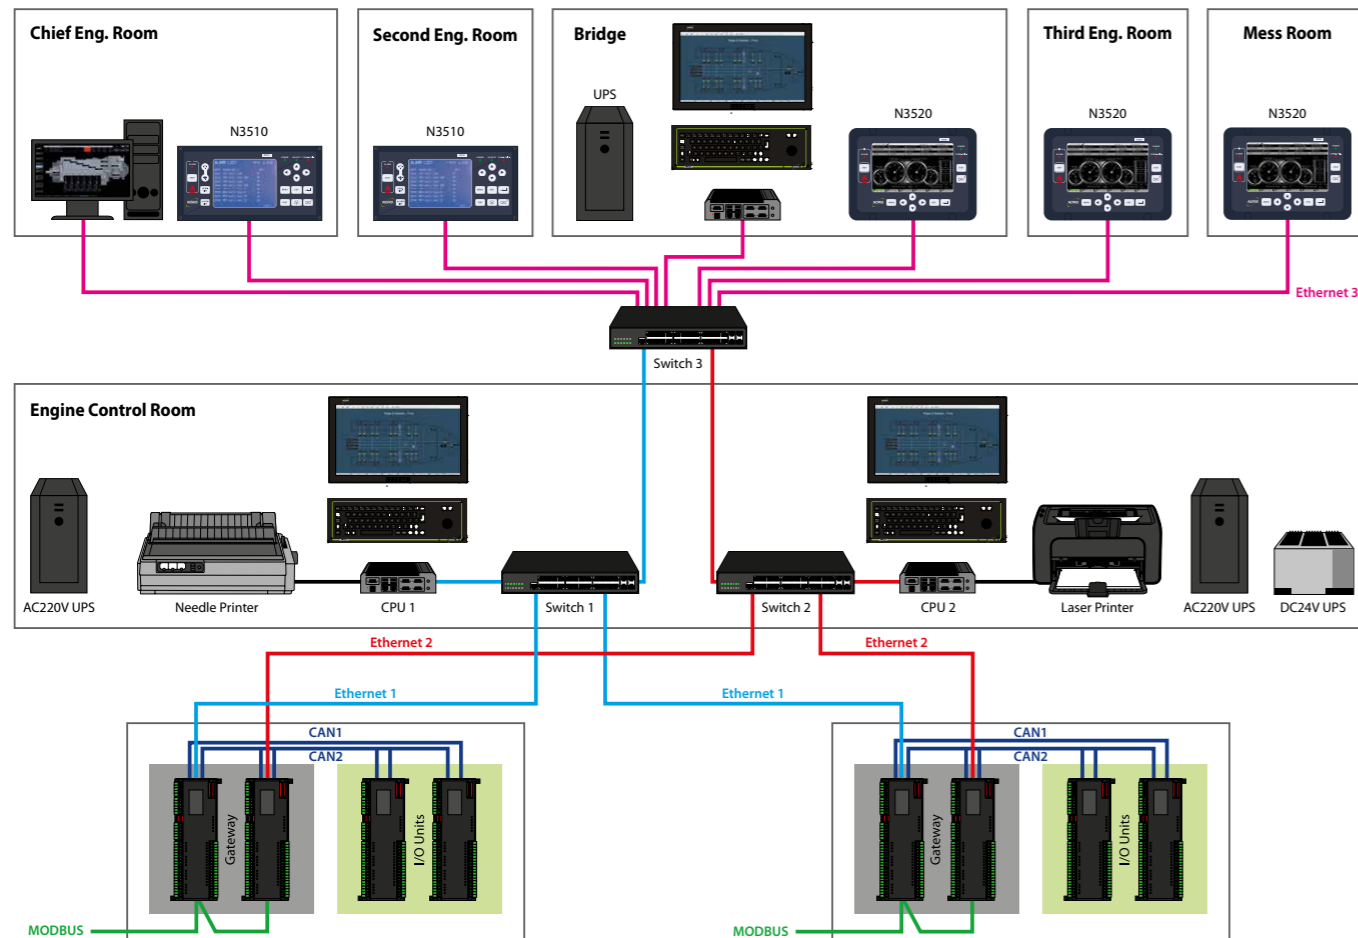 Chief Eng. Room
Second Eng. Room
Bridge
Third Eng. Room
Mess Room
UPS
N3510
N3510
N3520
N3520
N3520
Ethernet 3
Switch 3
Engine Control Room
AC220V UPS
Needle Printer
CPU 1
Switch 1
Switch 2
CPU 2
Laser Printer
AC220V UPS
DC24V UPS
Ethernet 2
Ethernet 2
Ethernet 1
Ethernet 1
CAN1
CAN2
CAN1
CAN2
Gateway
I/O Units
Gateway
I/O Units
MODBUS
MODBUS